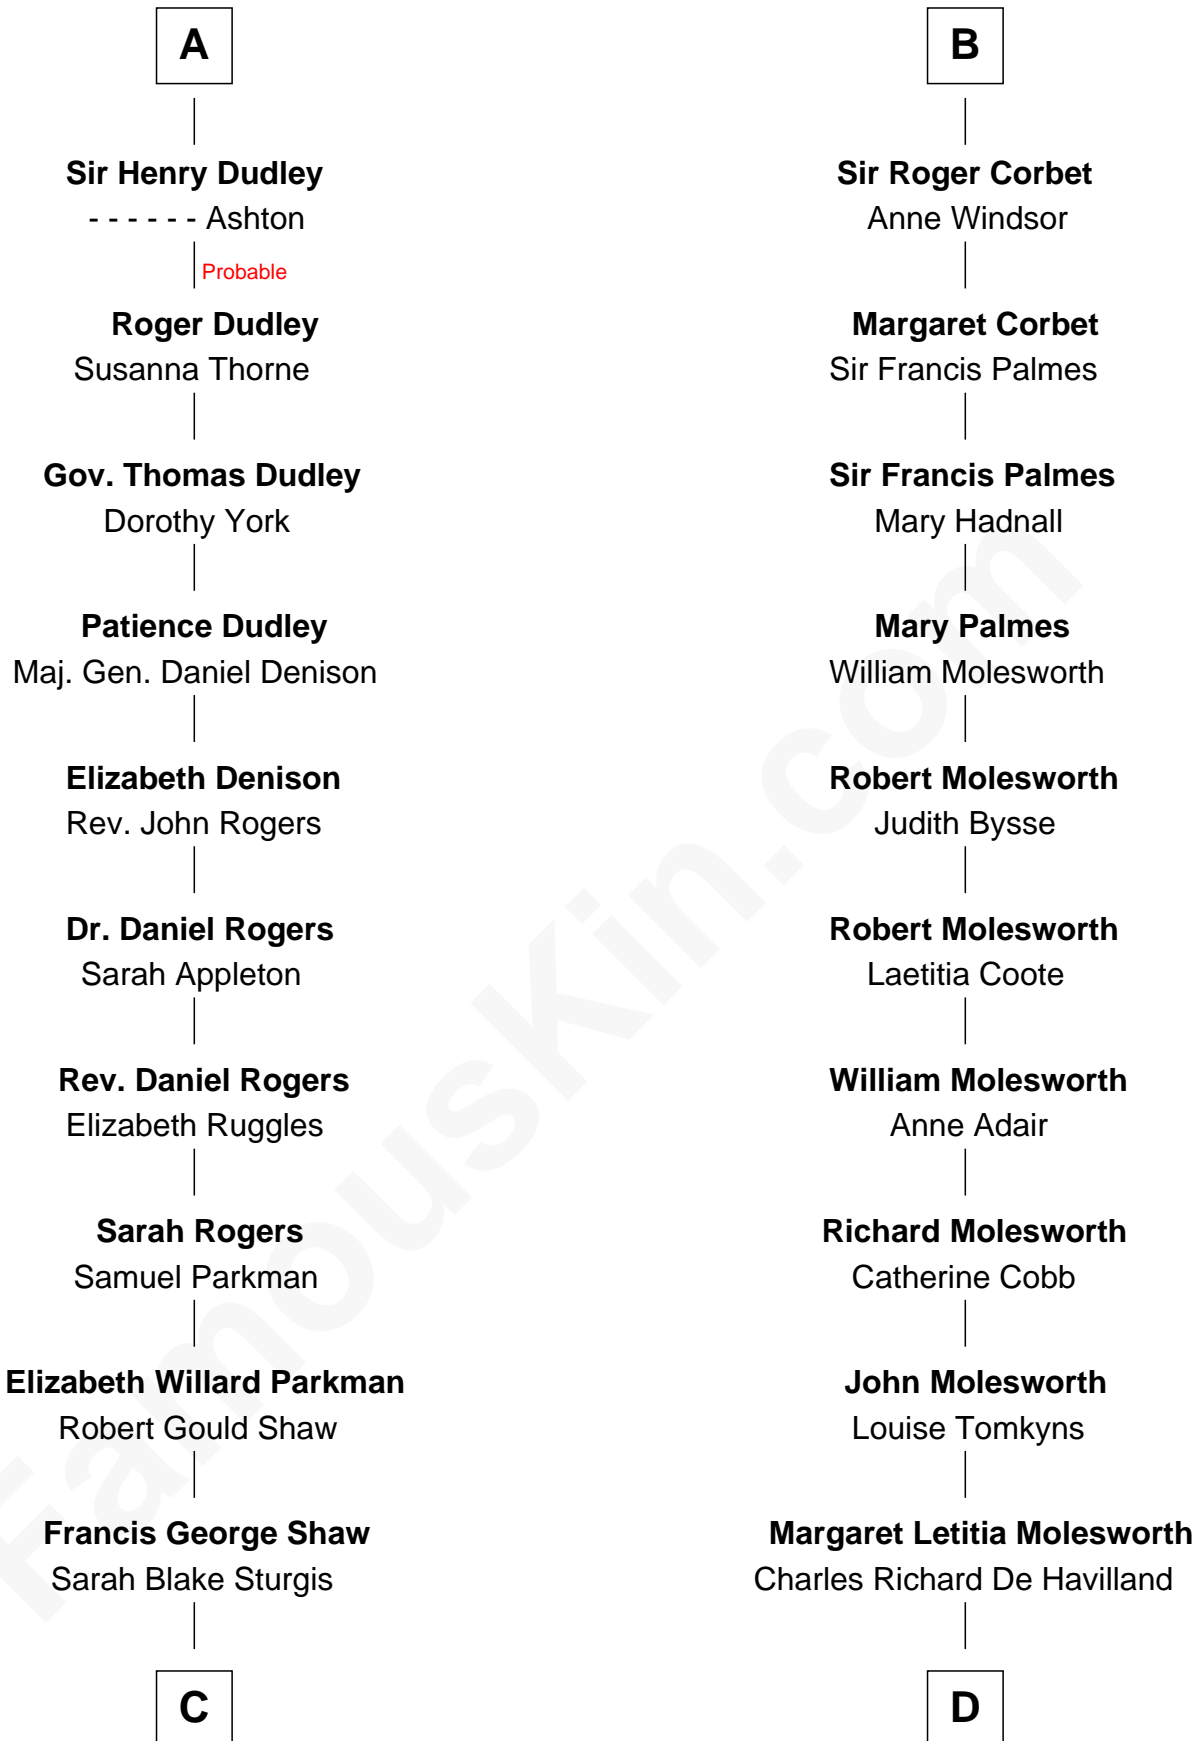 A
Sir Henry Dudley
- - - - - - Ashton
Probable
Roger Dudley
Susanna Thorne
Gov. Thomas Dudley
Dorothy York
Patience Dudley
Maj. Gen. Daniel Denison
Elizabeth Denison
Rev. John Rogers
Dr. Daniel Rogers
Sarah Appleton
Rev. Daniel Rogers
Elizabeth Ruggles
Sarah Rogers
Samuel Parkman
Elizabeth Willard Parkman
Robert Gould Shaw
Francis George Shaw
Sarah Blake Sturgis
C
B
Sir Roger Corbet
Anne Windsor
Margaret Corbet
Sir Francis Palmes
Sir Francis Palmes
Mary Hadnall
Mary Palmes
William Molesworth
Robert Molesworth
Judith Bysse
Robert Molesworth
Laetitia Coote
William Molesworth
Anne Adair
Richard Molesworth
Catherine Cobb
John Molesworth
Louise Tomkyns
Margaret Letitia Molesworth
Charles Richard De Havilland
D
FamousKin.com